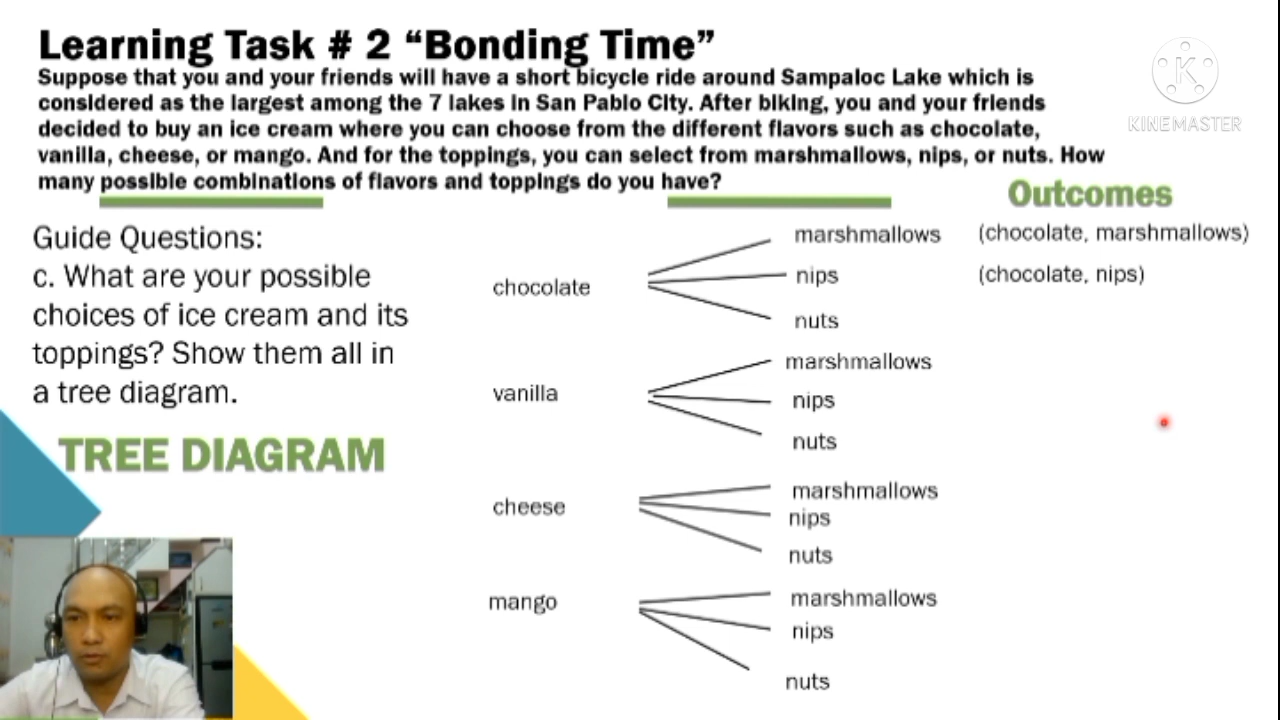 Learning Task # 2 “Bonding Time”
Suppose that you and your friends will have a short bicycle ride around Sampaloc Lake which is
considered as the largest among the 7 lakes in San Pablo City. After biking, you and your friends
decided to buy an ice cream where you can choose from the different flavors such as chocolate,
vanilla, cheese, or mango. And for the toppings, you can select from marshmallows, nips, or nuts. How
many possible combinations of flavors and toppings do you have?
K
KINEMASTER
Guide Questions:
c. What are your possible
choices of ice cream and its
toppings? Show them all in
a tree diagram.
TREE DIAGRAM
chocolate
marshmallows
nips
nuts
vanilla
marshmallows
nips
nuts
cheese
marshmallows
nips
nuts
mango
marshmallows
nips
nuts
Outcomes
(chocolate, marshmallows)
(chocolate, nips)